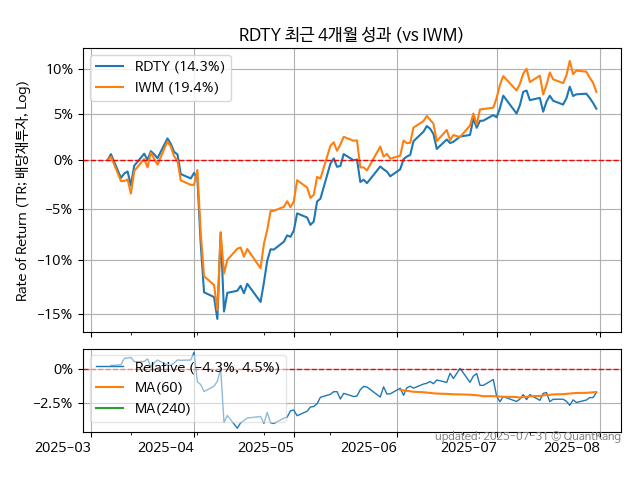 RDTY 최근 4개월 성과 (vs IWM)
RDTY (14.3%)
IWM (19.4%)
Rate of Return (TR: 배당재투자, Log)
10%
5%
0%
−5%
−10%
−15%
Relative (−4.3%, 4.5%)
MA(60)
MA(240)
0%
−2.5%
updated: 2025-07-31 © QuantKang
2025−03
2025−04
2025−05
2025−06
2025−07
2025−08